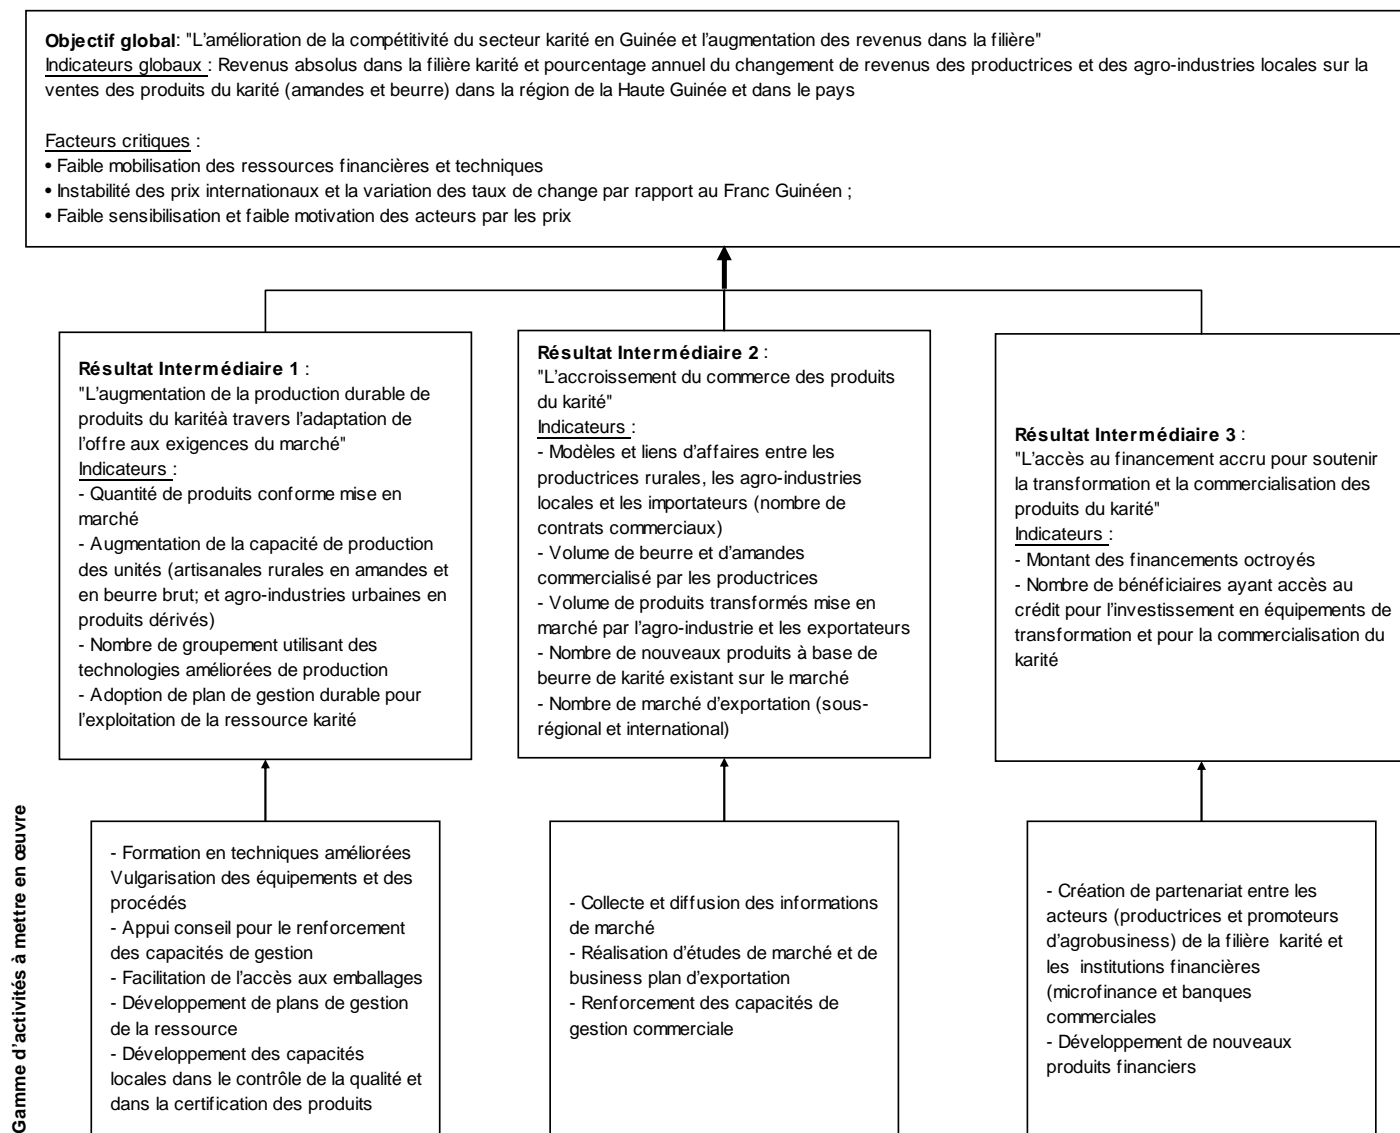 Objectif global: "L'amélioration de la compétitivité du secteur karité en Guinée et l'augmentation des revenus dans la filière"
Indicateurs globaux : Revenus absolus dans la filière karité et pourcentage annuel du changement de revenus des productrices et des agro-industries locales sur la
ventes des produits du karité (amandes et beurre) dans la région de la Haute Guinée et dans le pays
Facteurs critiques :
• Faible mobilisation des ressources financières et techniques
• Instabilité des prix internationaux et la variation des taux de change par rapport au Franc Guinéen ;
• Faible sensibilisation et faible motivation des acteurs par les prix
Résultat Intermédiaire 1 :
"L'augmentation de la production durable de
produits du karitéà travers l'adaptation de
l'offre aux exigences du marché"
Indicateurs :
- Quantité de produits conforme mise en
marché
- Augmentation de la capacité de production
des unités (artisanales rurales en amandes et
en beurre brut; et agro-industries urbaines en
produits dérivés)
- Nombre de groupement utilisant des
technologies améliorées de production
- Adoption de plan de gestion durable pour
l'exploitation de la ressource karité
Résultat Intermédiaire 2 :
"L'accroissement du commerce des produits
du karité"
Indicateurs :
- Modèles et liens d'affaires entre les
productrices rurales, les agro-industries
locales et les importateurs (nombre de
contrats commerciaux)
- Volume de beurre et d'amandes
commercialisé par les productrices
- Volume de produits transformés mise en
marché par l'agro-industrie et les exportateurs
- Nombre de nouveaux produits à base de
beurre de karité existant sur le marché
- Nombre de marché d'exportation (sous-
régional et international)
Résultat Intermédiaire 3 :
"L'accès au financement accru pour soutenir
la transformation et la commercialisation des
produits du karité"
Indicateurs :
- Montant des financements octroyés
- Nombre de bénéficiaires ayant accès au
crédit pour l'investissement en équipements de
transformation et pour la commercialisation du
karité
Gamme d'activités à mettre en œuvre
- Formation en techniques améliorées
Vulgarisation des équipements et des
procédés
- Appui conseil pour le renforcement
des capacités de gestion
- Facilitation de l'accès aux emballages
- Développement de plans de gestion
de la ressource
- Développement des capacités
locales dans le contrôle de la qualité et
dans la certification des produits
- Collecte et diffusion des informations
de marché
- Réalisation d'études de marché et de
business plan d'exportation
- Renforcement des capacités de
gestion commerciale
- Création de partenariat entre les
acteurs (productrices et promoteurs
d'agrobusiness) de la filière karité et
les institutions financières
(microfinance et banques
commerciales
- Développement de nouveaux
produits financiers